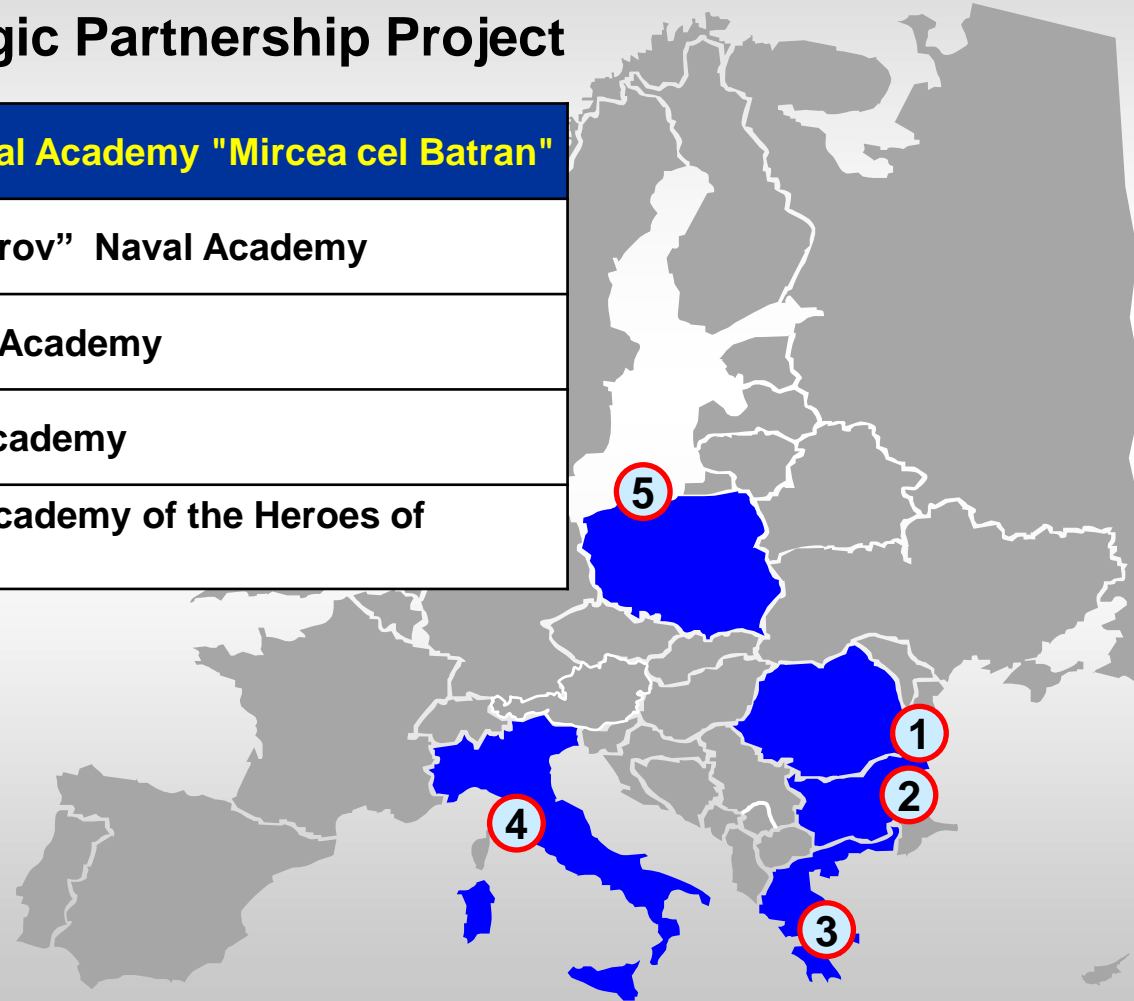 gic Partnership Project
al Academy "Mircea cel Batran"
rov” Naval Academy
Academy
cademy
cademy of the Heroes of
5
1
2
4
3